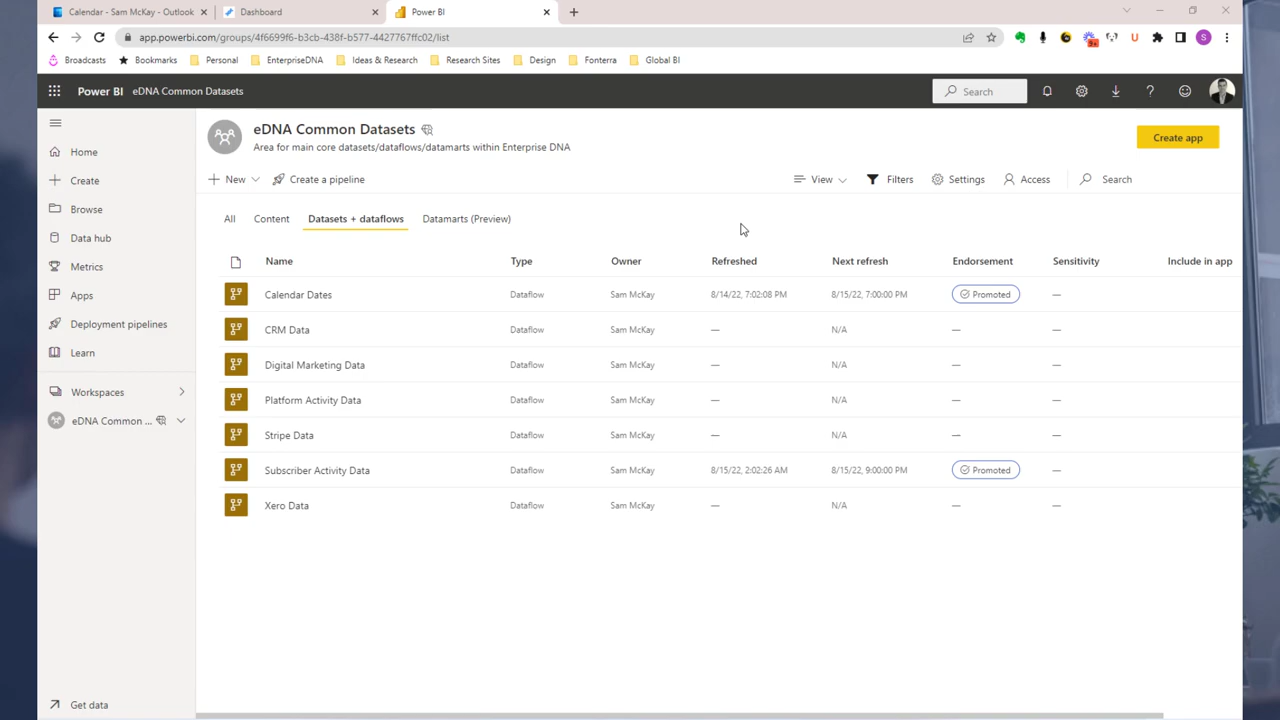 Calendar - Sam McKay - Outlook
Dashboard
Power BI
app.powerbi.com/groups/4f6699f6-b3cb-438f-b577-4427767ffc02/list
Broadcasts
Bookmarks
Personal
EnterpriseDNA
Ideas & Research
Research Sites
Design
Fonterra
Global BI
Power BI
eDNA Common Datasets
Search
Home
Create
Browse
Data hub
Metrics
Apps
Deployment pipelines
Learn
Workspaces
eDNA Common ...
Get data
eDNA Common Datasets
Area for main core datasets/dataflows/datamarts within Enterprise DNA
Create app
New
Create a pipeline
View
Filters
Settings
Access
Search
All
Content
Datasets + dataflows
Datamarts (Preview)
Name Type Owner Refreshed Next refresh Endorsement Sensitivity Include in app
Calendar Dates Dataflow Sam McKay 8/14/22, 7:02:08 PM 8/15/22, 7:00:00 PM Promoted —
CRM Data Dataflow Sam McKay — N/A — —
Digital Marketing Data Dataflow Sam McKay — N/A — —
Platform Activity Data Dataflow Sam McKay — N/A — —
Stripe Data Dataflow Sam McKay — N/A — —
Subscriber Activity Data Dataflow Sam McKay 8/15/22, 2:02:26 AM 8/15/22, 9:00:00 PM Promoted —
Xero Data Dataflow Sam McKay — N/A — —